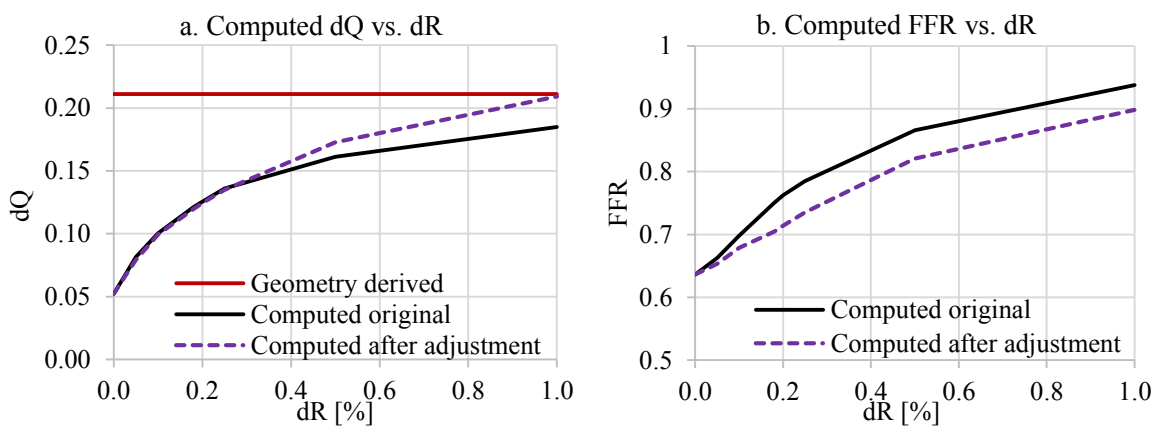 a. Computed dQ vs. dR
0.25
0.20
0.15
0.10
0.05
0.00
dQ
Geometry derived
Computed original
Computed after adjustment
0.0 0.2 0.4 0.6 0.8 1.0
dR [%]
b. Computed FFR vs. dR
1
0.9
0.8
0.7
0.6
0.5
FFR
Computed original
Computed after adjustment
0.0 0.2 0.4 0.6 0.8 1.0
dR [%]